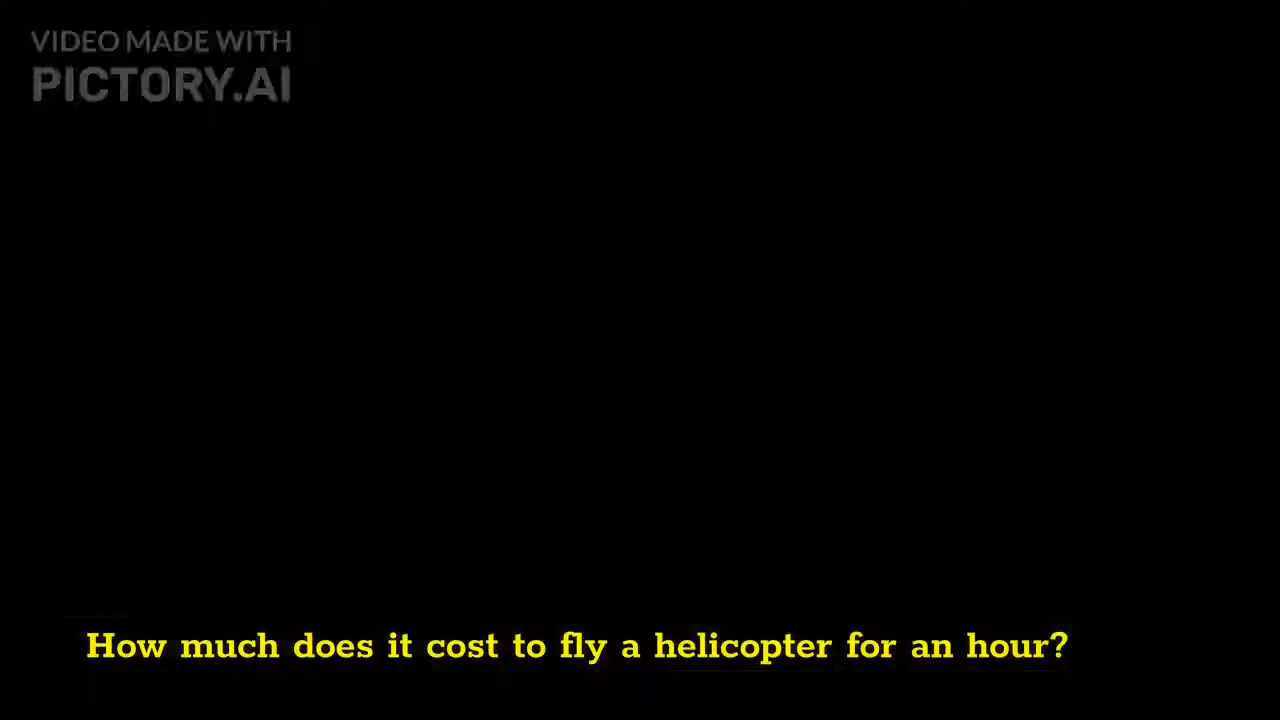 VIDEO MADE WITH
PICTORY.AI
How much does it cost to fly a helicopter for an hour?